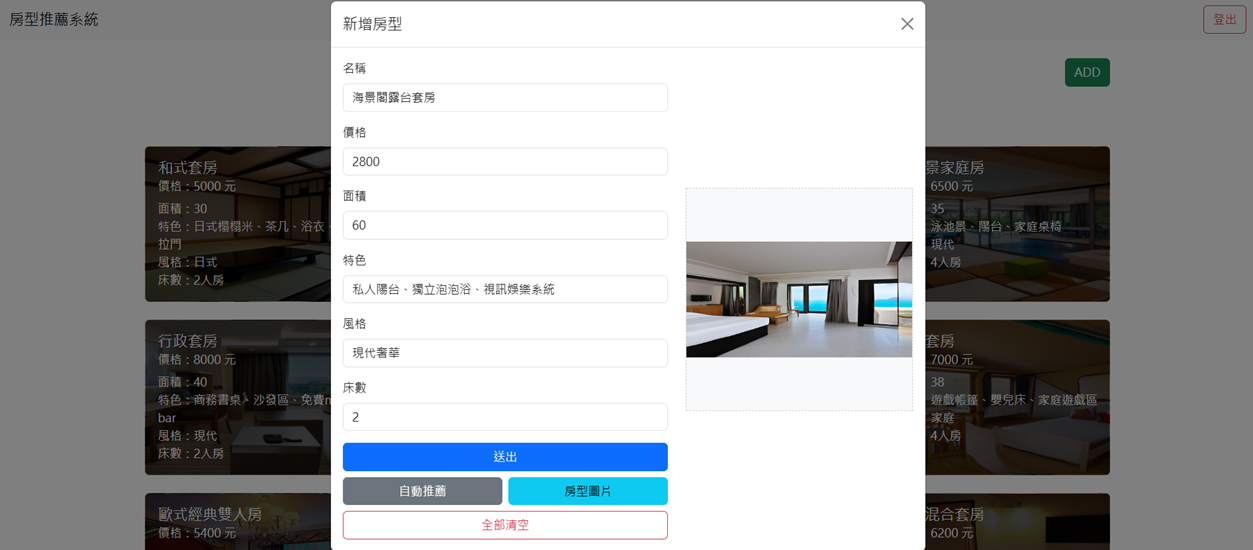 房型推薦系統
登出
新增房型
ADD
名稱
海景閣露台套房
價格
2800
面積
60
特色
私人陽台、獨立泡泡浴、視訊娛樂系統
風格
現代奢華
床數
2
送出
自動推薦
房型圖片
全部清空
和式套房
價格：5000 元
面積：30
特色：日式榻榻米、茶几、浴衣、
拉門
風格：日式
床數：2人房
景家庭房
6500 元
35
泳池景、陽台、家庭桌椅
現代
4人房
行政套房
價格：8000 元
面積：40
特色：商務書桌、沙發區、免費m
bar
風格：現代
床數：2人房
套房
7000 元
38
遊戲帳篷、嬰兒床、家庭遊戲區
家庭
4人房
歐式經典雙人房
價格：5400 元
混合套房
6200 元